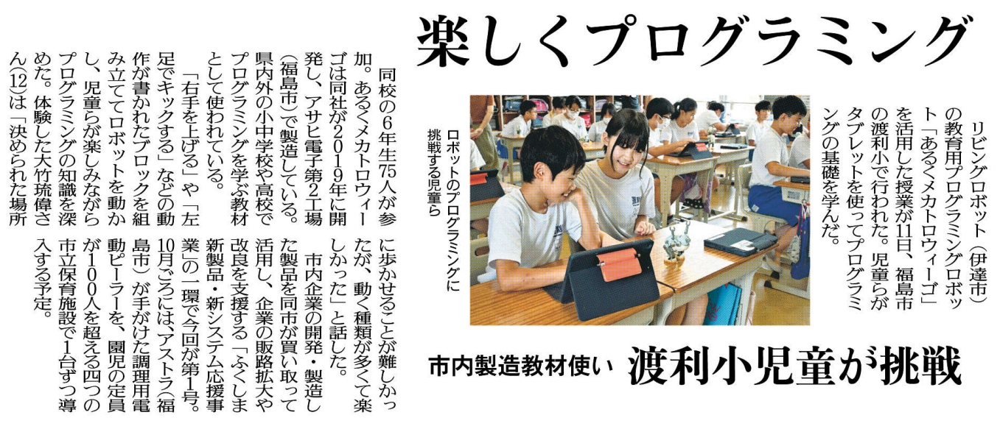 楽しくプログラミング
市内製造教材使い 渡利小児童が挑戦
リビングロボット(伊達市)
の教育用プログラミングロボッ
ト「あるくメカトロウィーゴ」
を活用した授業が11日、福島市
の渡利小で行われた。児童らが
タブレットを使ってプログラミ
ングの基礎を学んだ。
ロボットのプログラミングに
挑戦する児童ら
同校の6年生75人が参
加。あるくメカトロウィー
ゴは同社が2019年に開
発し、アサヒ電子第2工場
(福島市)で製造している。
県内外の小中学校や高校で
プログラミングを学ぶ教材
として使われている。
「右手を上げる」や「左
足でキックする」などの動
作が書かれたブロックを組
み立ててロボットを動か
し、児童らが楽しみながら
プログラミングの知識を深
めた。体験した大竹琉偉さ
ん(12)は「決められた場所
に歩かせることが難しかっ
たが、動く種類が多くて楽
しかった」と話した。
市内企業の開発・製造し
た製品を同市が買い取って
活用し、企業の販路拡大や
改良を支援する「ふくしま
新製品・新システム応援事
業」の一環で今回が第1号。
10月ごろには、アストラ(福
島市)が手がけた調理用電
動ピーラーを、園児の定員
が100人を超える四つの
市立保育施設で1台ずつ導
入する予定。